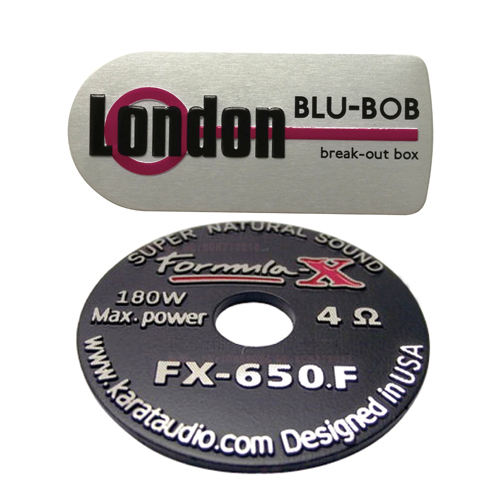 London
BLU-BOB
break-out box
SUPER NATURAL SOUND
Formula-X
180W
Max. power
4 Ω
FX-650.F
www.karataudio.com Designed in USA